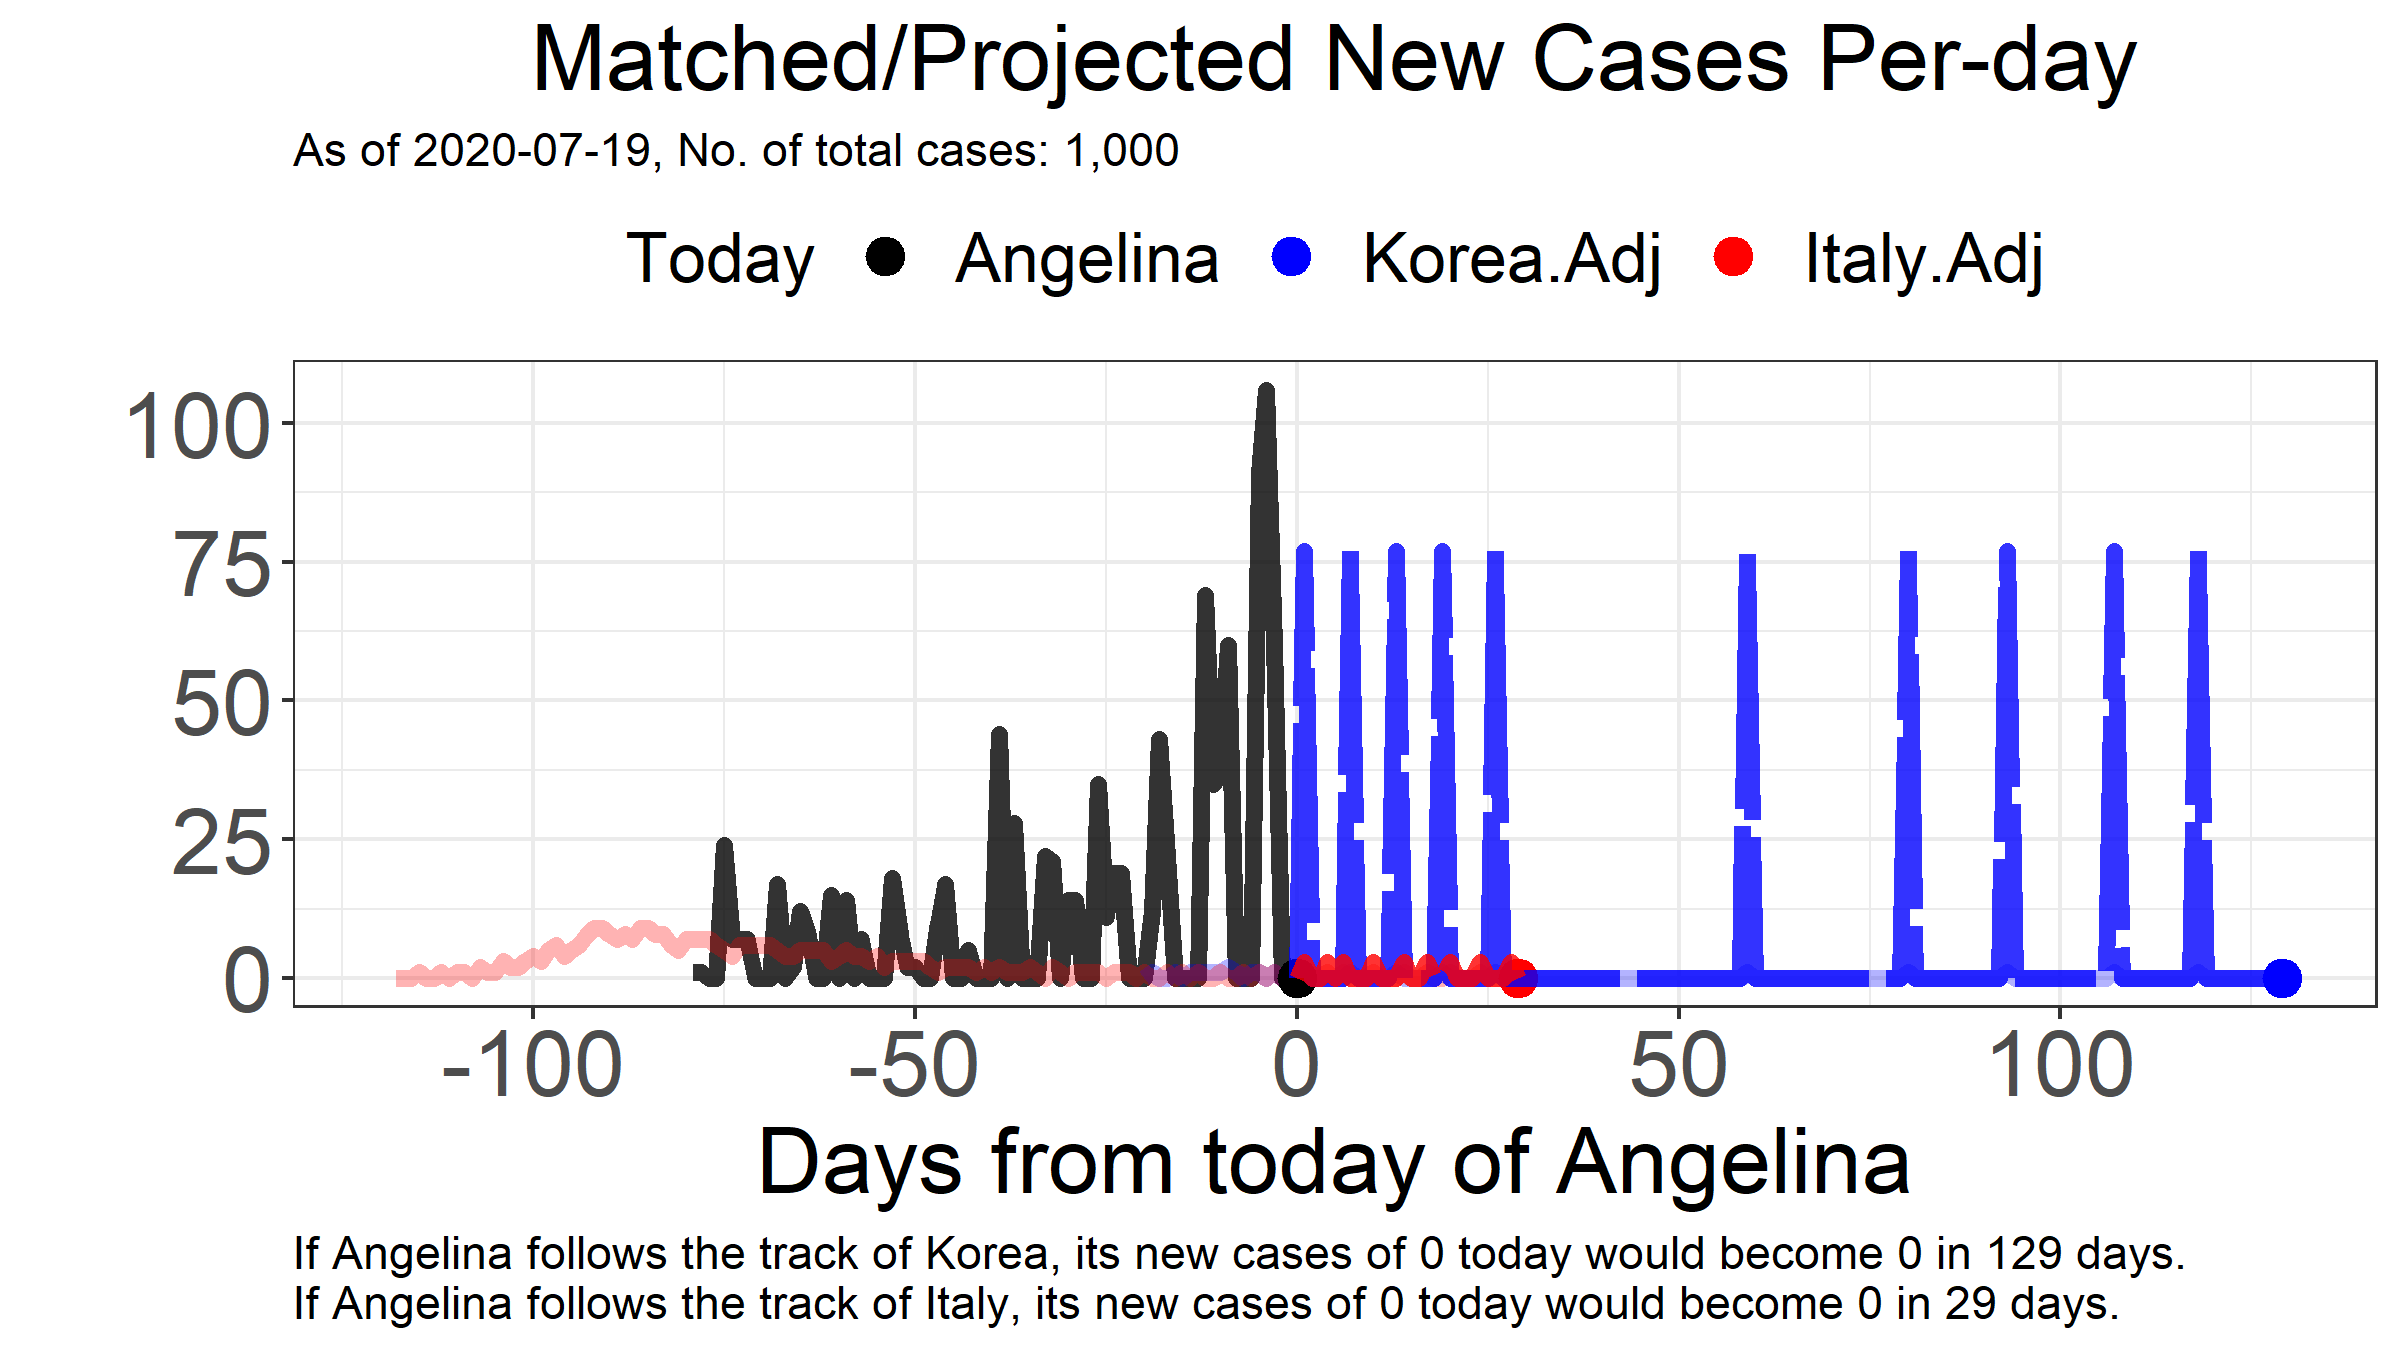 Matched/Projected New Cases Per-day
As of 2020-07-19, No. of total cases: 1,000
Today Angelina Korea.Adj Italy.Adj
100
75
50
25
0
-100 -50 0 50 100
Days from today of Angelina
If Angelina follows the track of Korea, its new cases of 0 today would become 0 in 129 days.
If Angelina follows the track of Italy, its new cases of 0 today would become 0 in 29 days.